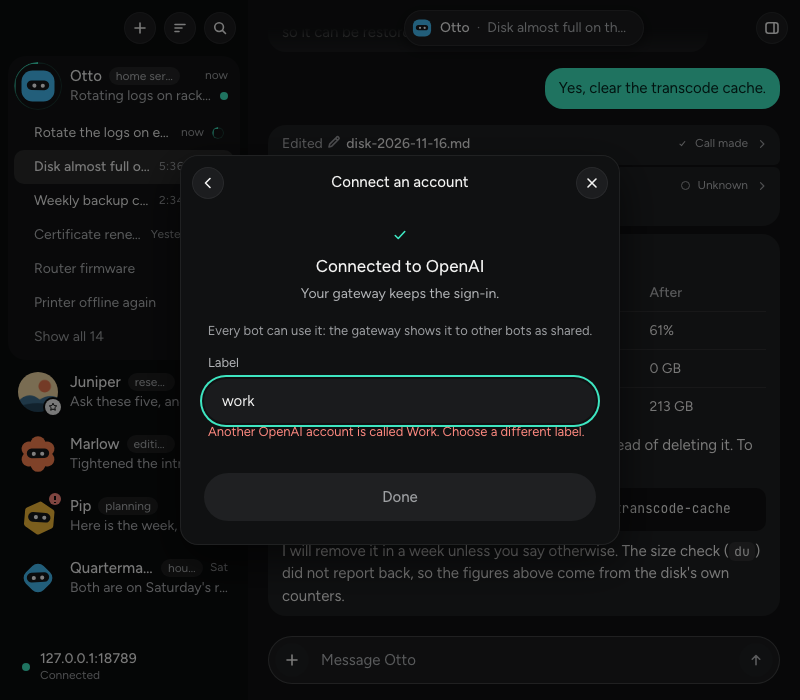 so it can be restore
Otto · Disk almost full on th...
Otto home ser... now
Rotating logs on rack...
Yes, clear the transcode cache.
Rotate the logs on e... now
Edited disk-2026-11-16.md Call made
Disk almost full o... 5:36
Unknown
Connect an account
Weekly backup c... 2:34
Certificate rene... Yeste
Connected to OpenAI
Router firmware
Your gateway keeps the sign-in.
After
Printer offline again
Every bot can use it: the gateway shows it to other bots as shared.
61%
Show all 14
Label
0 GB
Juniper rese...
Ask these five, an
work
213 GB
Another OpenAI account is called Work. Choose a different label.
Marlow editi...
ead of deleting it. To
Tightened the int
Done
Pip planning
transcode-cache
Here is the week,
I will remove it in a week unless you say otherwise. The size check ( du )
Quarterma... hou... Sat
did not report back, so the figures above come from the disk's own
Both are on Saturday's r...
counters.
127.0.0.1:18789
Message Otto
Connected